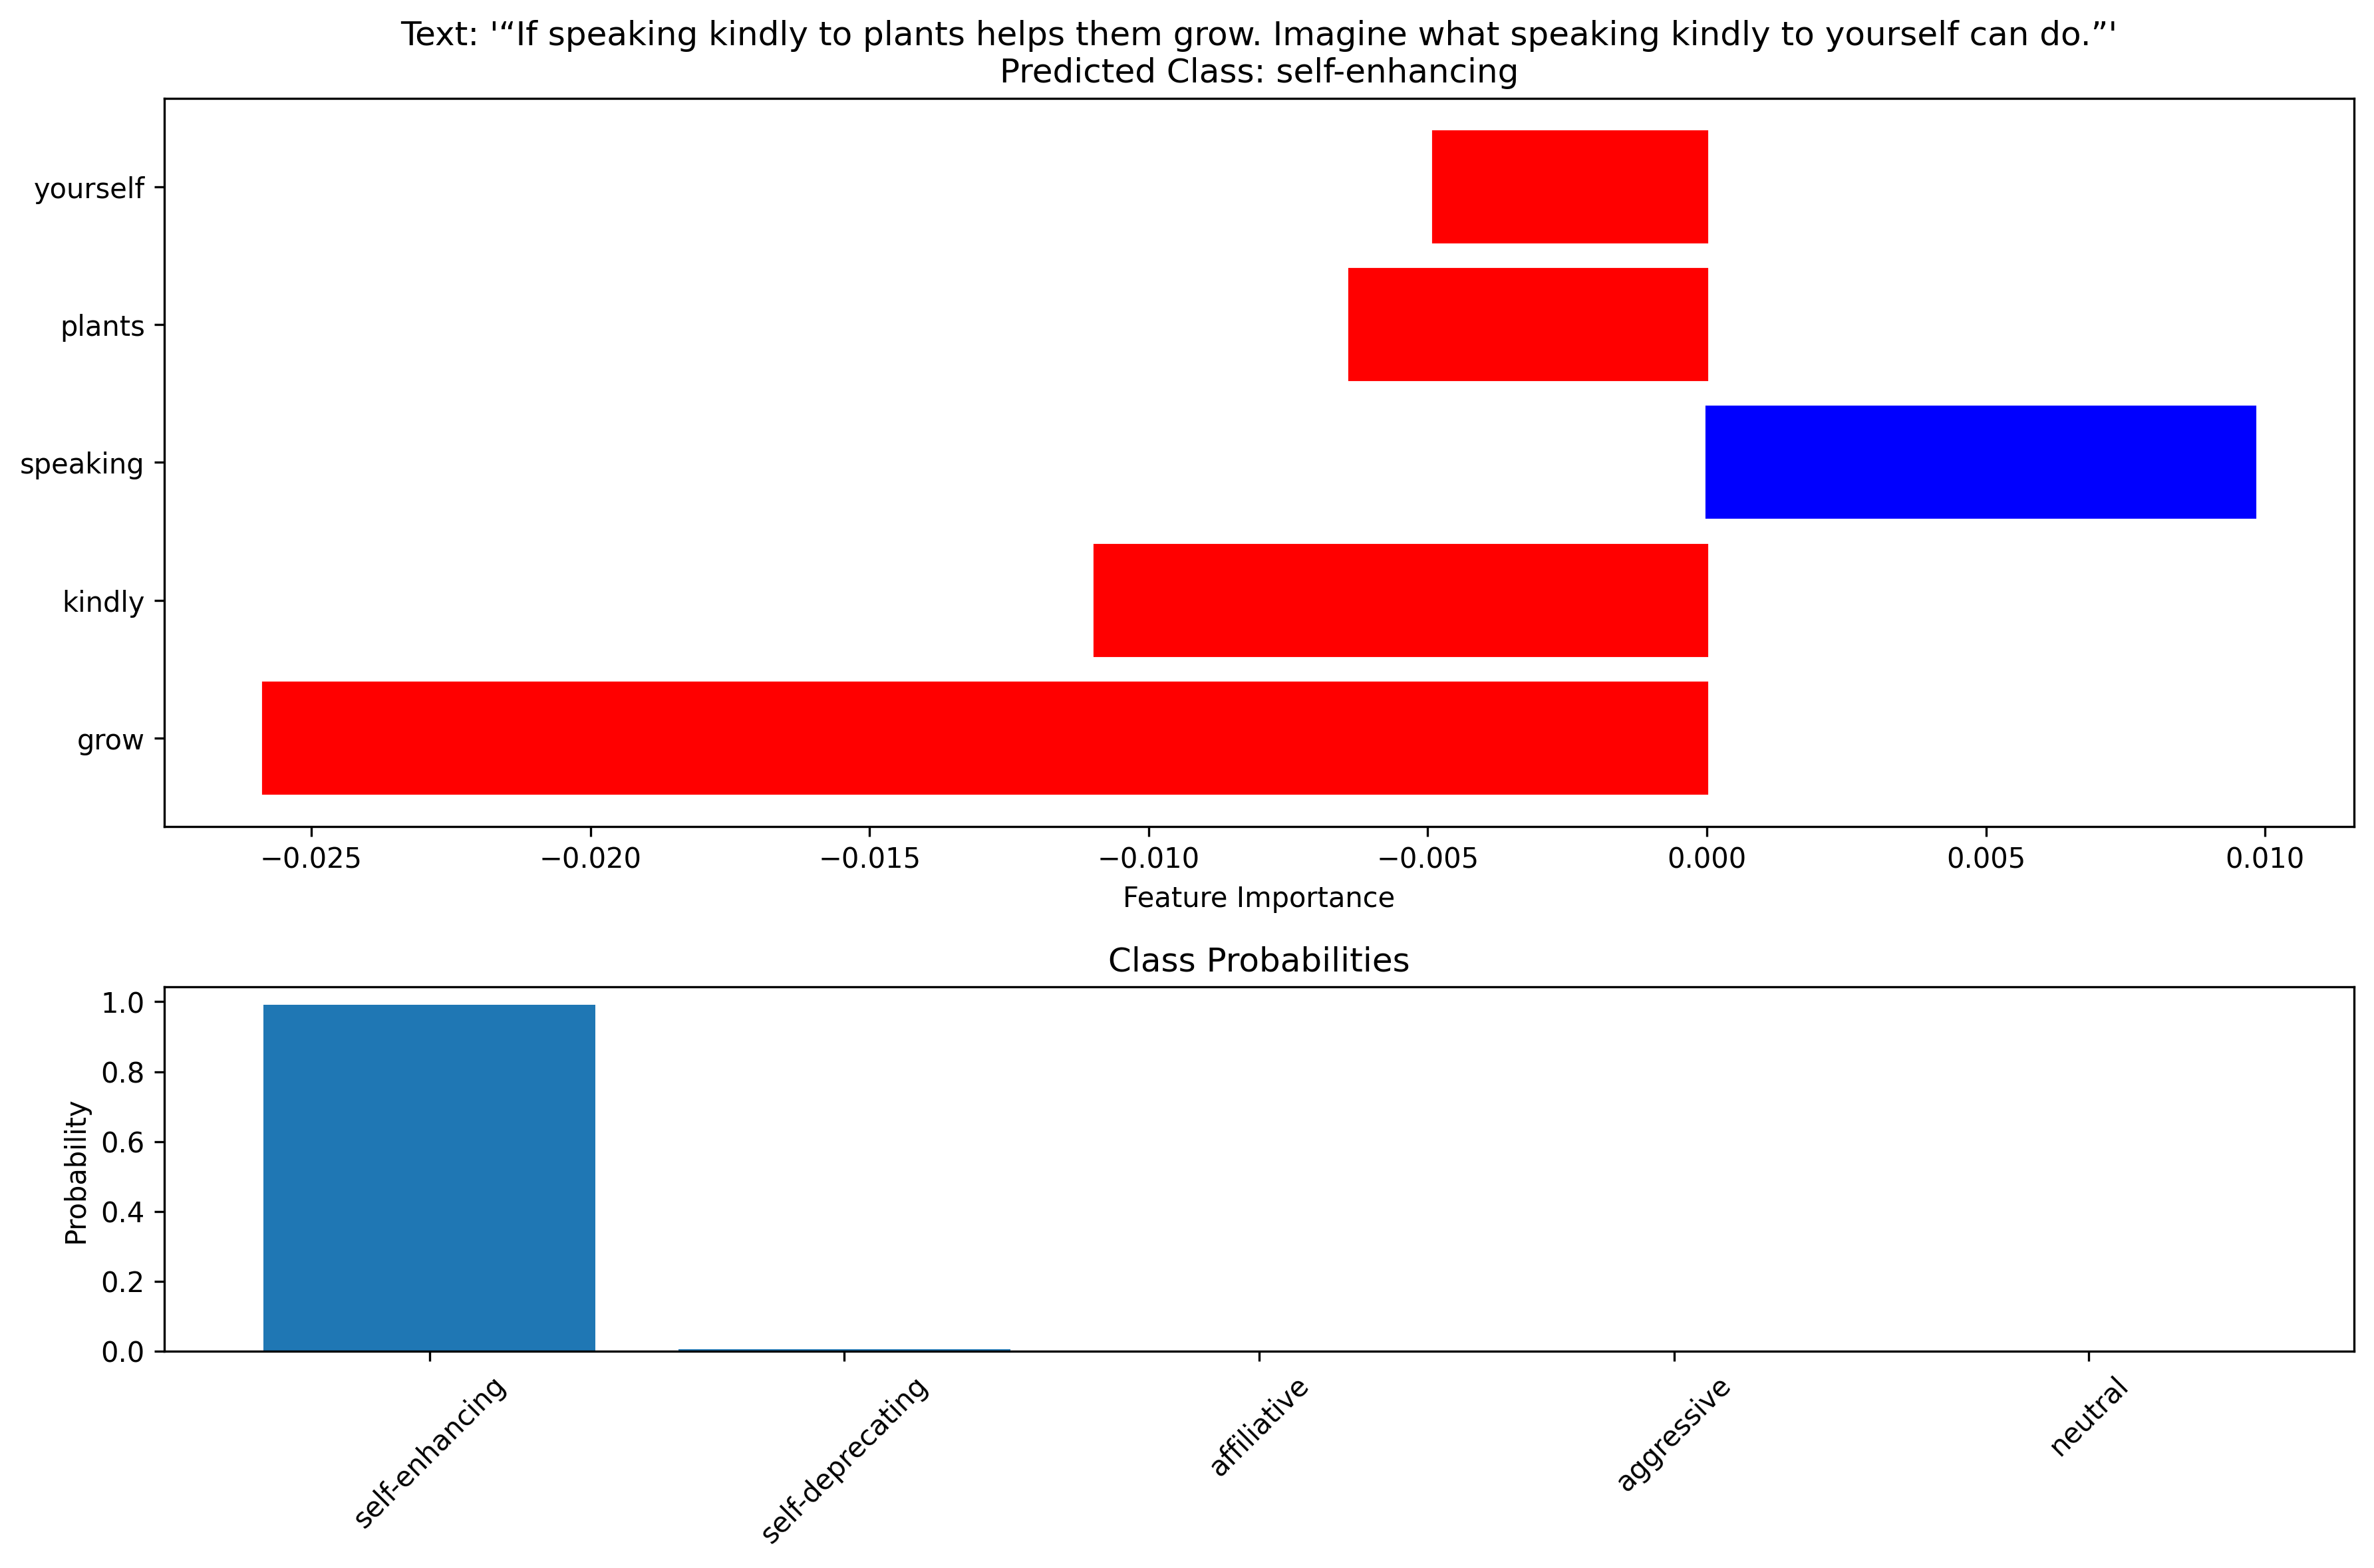 Text: '“If speaking kindly to plants helps them grow. Imagine what speaking kindly to yourself can do.”'
Predicted Class: self-enhancing
yourself
plants
speaking
kindly
grow
−0.025 −0.020 −0.015 −0.010 −0.005 0.000 0.005 0.010
Feature Importance
Class Probabilities
1.0
0.8
0.6
0.4
0.2
0.0
Probability
self-enhancing self-deprecating affiliative aggressive neutral